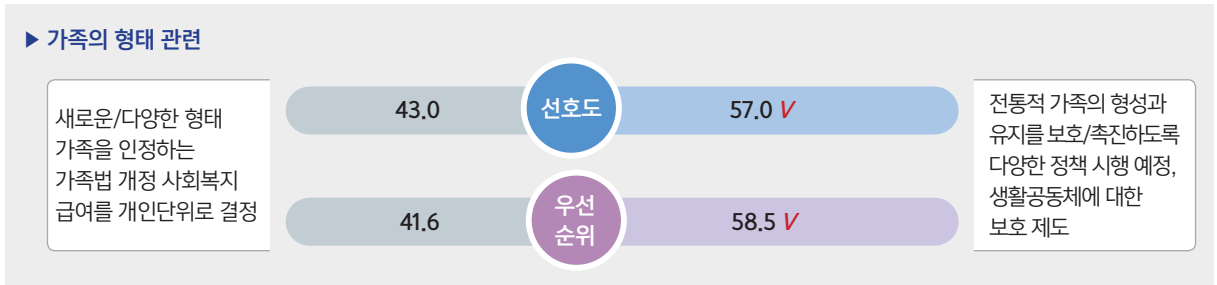 ▶ 가족의 형태 관련
새로운/다양한 형태
가족을 인정하는
가족법 개정 사회복지
급여를 개인단위로 결정
43.0
선호도
57.0 V
41.6
우선
순위
58.5 V
전통적 가족의 형성과
유지를 보호/촉진하도록
다양한 정책 시행 예정,
생활공동체에 대한
보호 제도